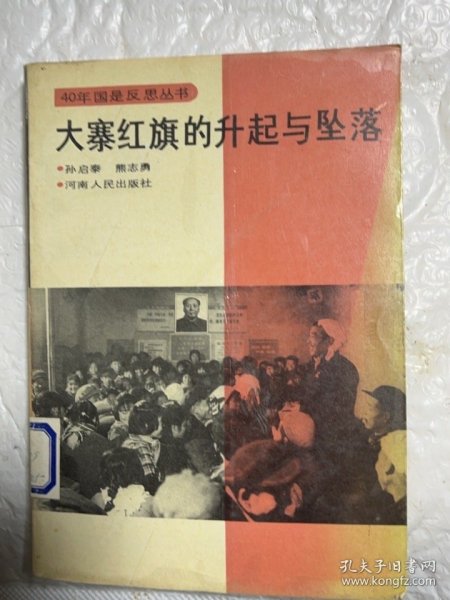 40年国是反思丛书
大寨红旗的升起与坠落
•孙启泰 熊志勇
•河南人民出版社
孔夫子旧书网
www.kongfz.com